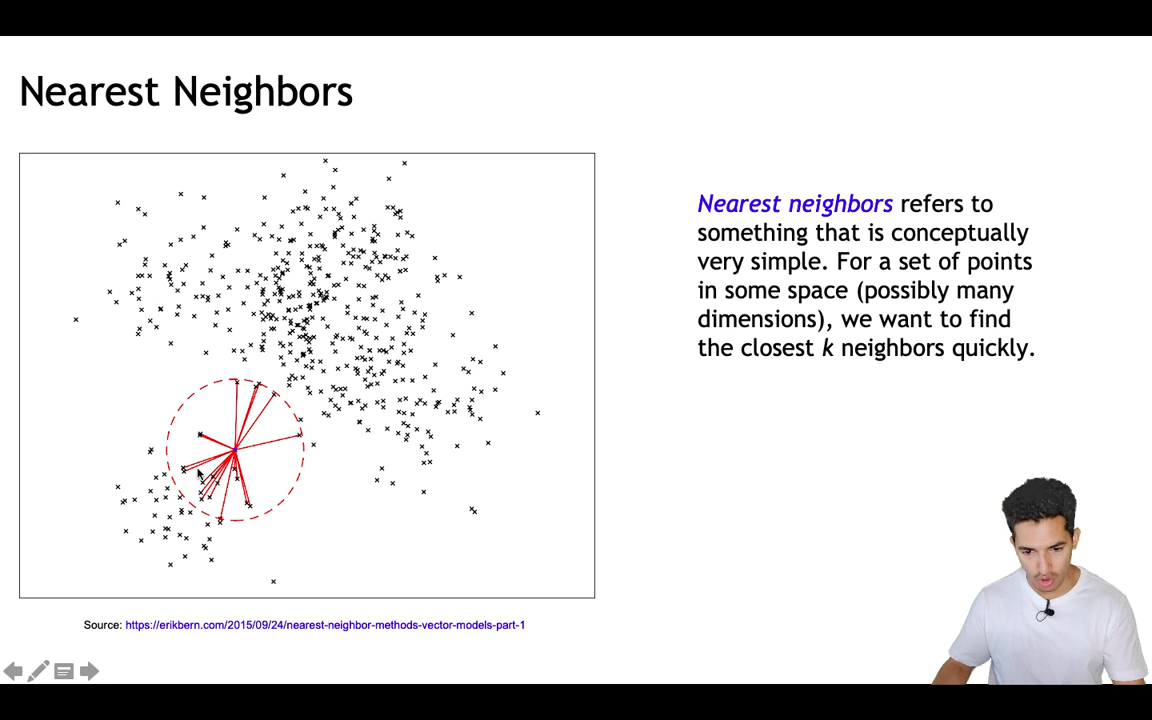 Nearest Neighbors
Nearest neighbors refers to
something that is conceptually
very simple. For a set of points
in some space (possibly many
dimensions), we want to find
the closest k neighbors quickly.
Source: https://erikbern.com/2015/09/24/nearest-neighbor-methods-vector-models-part-1